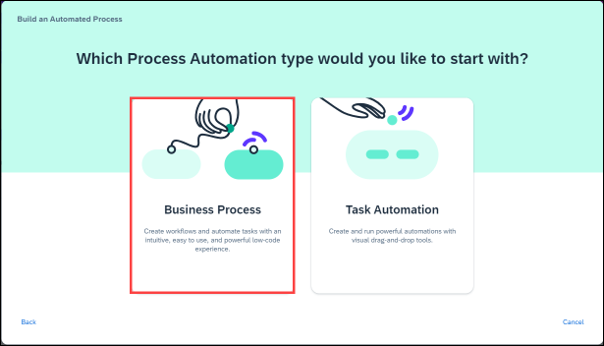 Build an Automated Process
Which Process Automation type would you like to start with?
Business Process
Create workflows and automate tasks with an
intuitive, easy to use, and powerful low-code
experience.
Task Automation
Create and run powerful automations with
visual drag-and-drop tools.
Back
Cancel